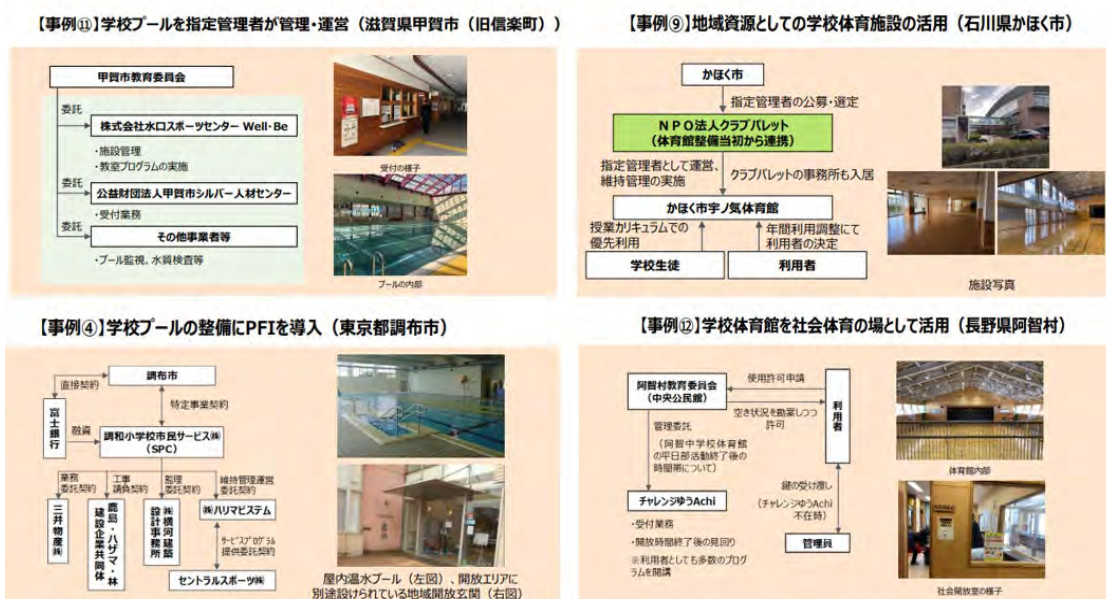 【事例⑪】学校プールを指定管理者が管理・運営（滋賀県甲賀市（旧信楽町））
甲賀市教育委員会
委託
株式会社水口スポーツセンター Well・Be
・施設管理
・教室プログラムの実施
委託
公益財団法人甲賀市シルバー人材センター
・受付業務
委託
その他事業者等
・プール監視、水質検査等
受付の様子
プールの内部
【事例⑨】地域資源としての学校体育施設の活用（石川県かほく市）
かほく市
指定管理者の公募・選定
ＮＰＯ法人クラブパレット
（体育館整備当初から連携）
指定管理者として運営、
維持管理の実施
クラブパレットの事務所も入居
かほく市宇ノ気体育館
授業カリキュラムでの
優先利用
年間利用調整にて
利用者の決定
学校生徒
利用者
施設写真
【事例④】学校プールの整備にPFIを導入（東京都調布市）
調布市
直接契約
特定事業契約
富士銀行
融資
調和小学校市民サービス㈱
（SPC）
業務
委託契約
工事
請負契約
監理
委託契約
維持管理運営
委託契約
三井物産㈱
鹿島・ハザマ・林
建設企業共同体
㈱横河建築
設計事務所
㈱ハリマビステム
サービスプログラム
提供委託契約
セントラルスポーツ㈱
屋内温水プール（左図）、開放エリアに
別途設けられている地域開放玄関（右図）
【事例⑫】学校体育館を社会体育の場として活用（長野県阿智村）
阿智村教育委員会
（中央公民館）
使用許可申請
空き状況を勘案しつつ
許可
利用者
管理委託
（阿智中学校体育館
の平日部活動終了後の
時間帯について）
チャレンジゆうAchi
・受付業務
・開放時間終了後の見回り
※利用者としても多数のプログ
ラムを開講
鍵の受け渡し
（チャレンジゆうAchi
不在時）
管理員
体育館内部
社会開放室の様子